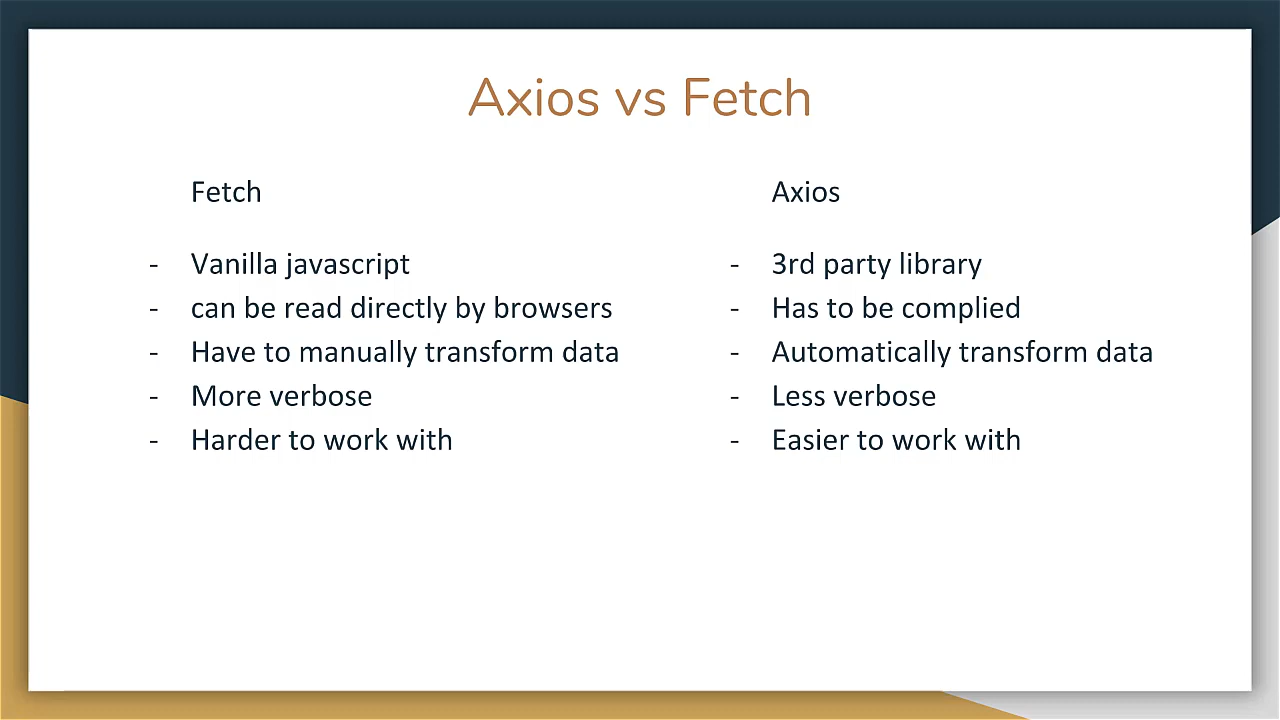 Axios vs Fetch
Fetch
- Vanilla javascript
- can be read directly by browsers
- Have to manually transform data
- More verbose
- Harder to work with
Axios
- 3rd party library
- Has to be complied
- Automatically transform data
- Less verbose
- Easier to work with